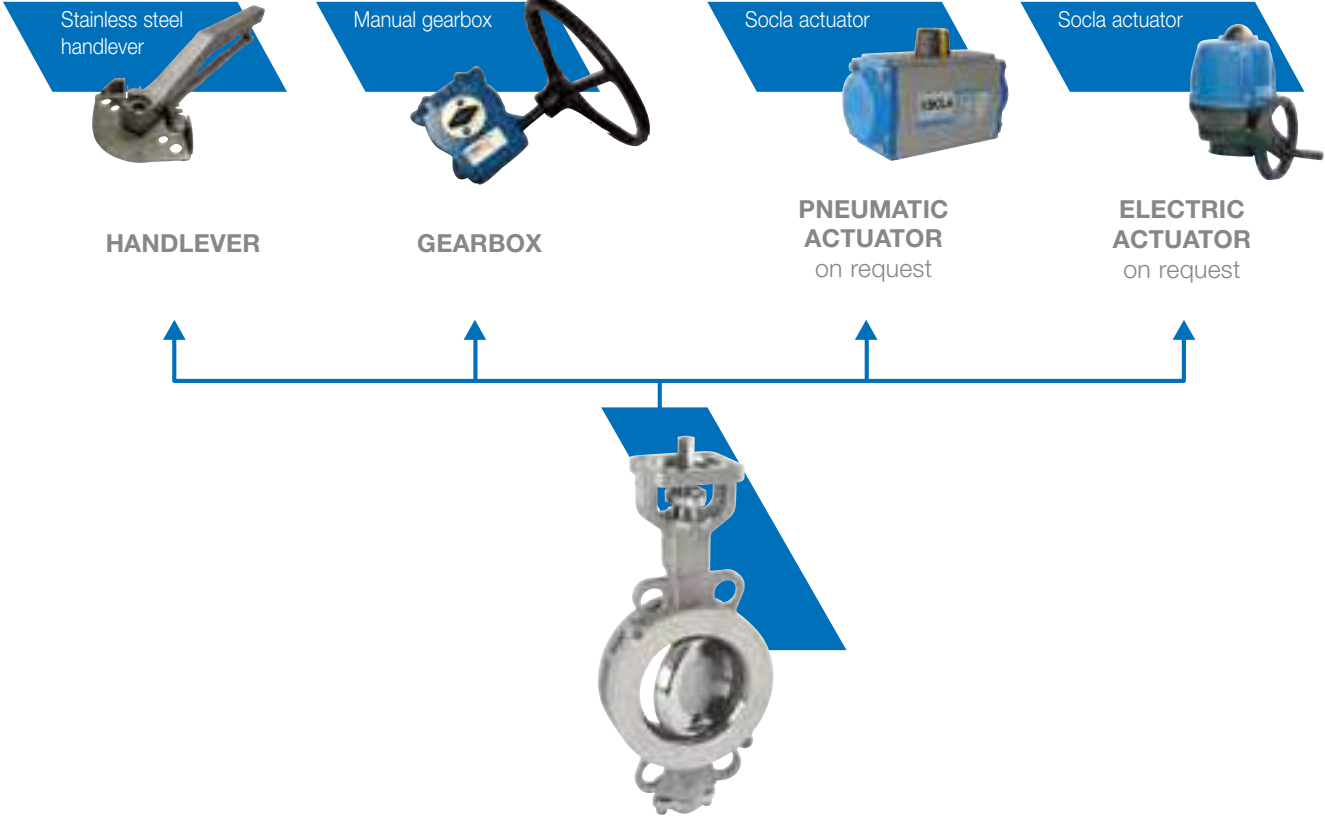 Stainless steel
handlever
Manual gearbox
Socla actuator
Socla actuator
HANDLEVER
GEARBOX
PNEUMATIC
ACTUATOR
on request
ELECTRIC
ACTUATOR
on request